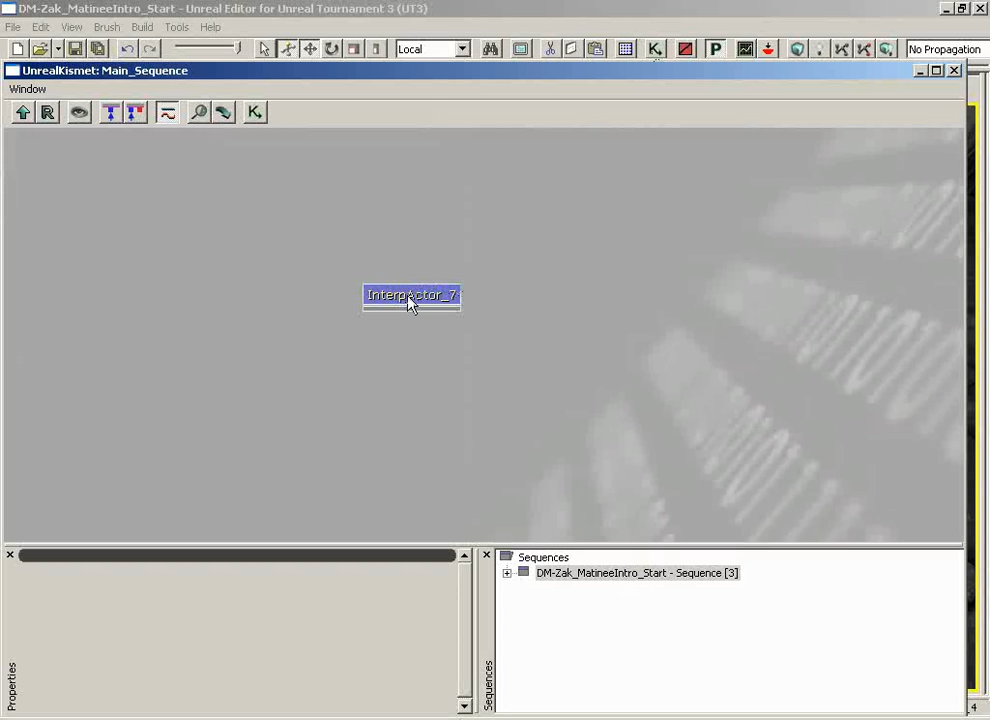 DM-Zak_MatineeIntro_Start - Unreal Editor for Unreal Tournament 3 (UT3)
File Edit View Brush Build Tools Help
Local
P
No Propagation
UnrealKismet: Main_Sequence
Window
R
K
InterpActor_7
Sequences
DM-Zak_MatineeIntro_Start - Sequence [3]
Properties
Sequences